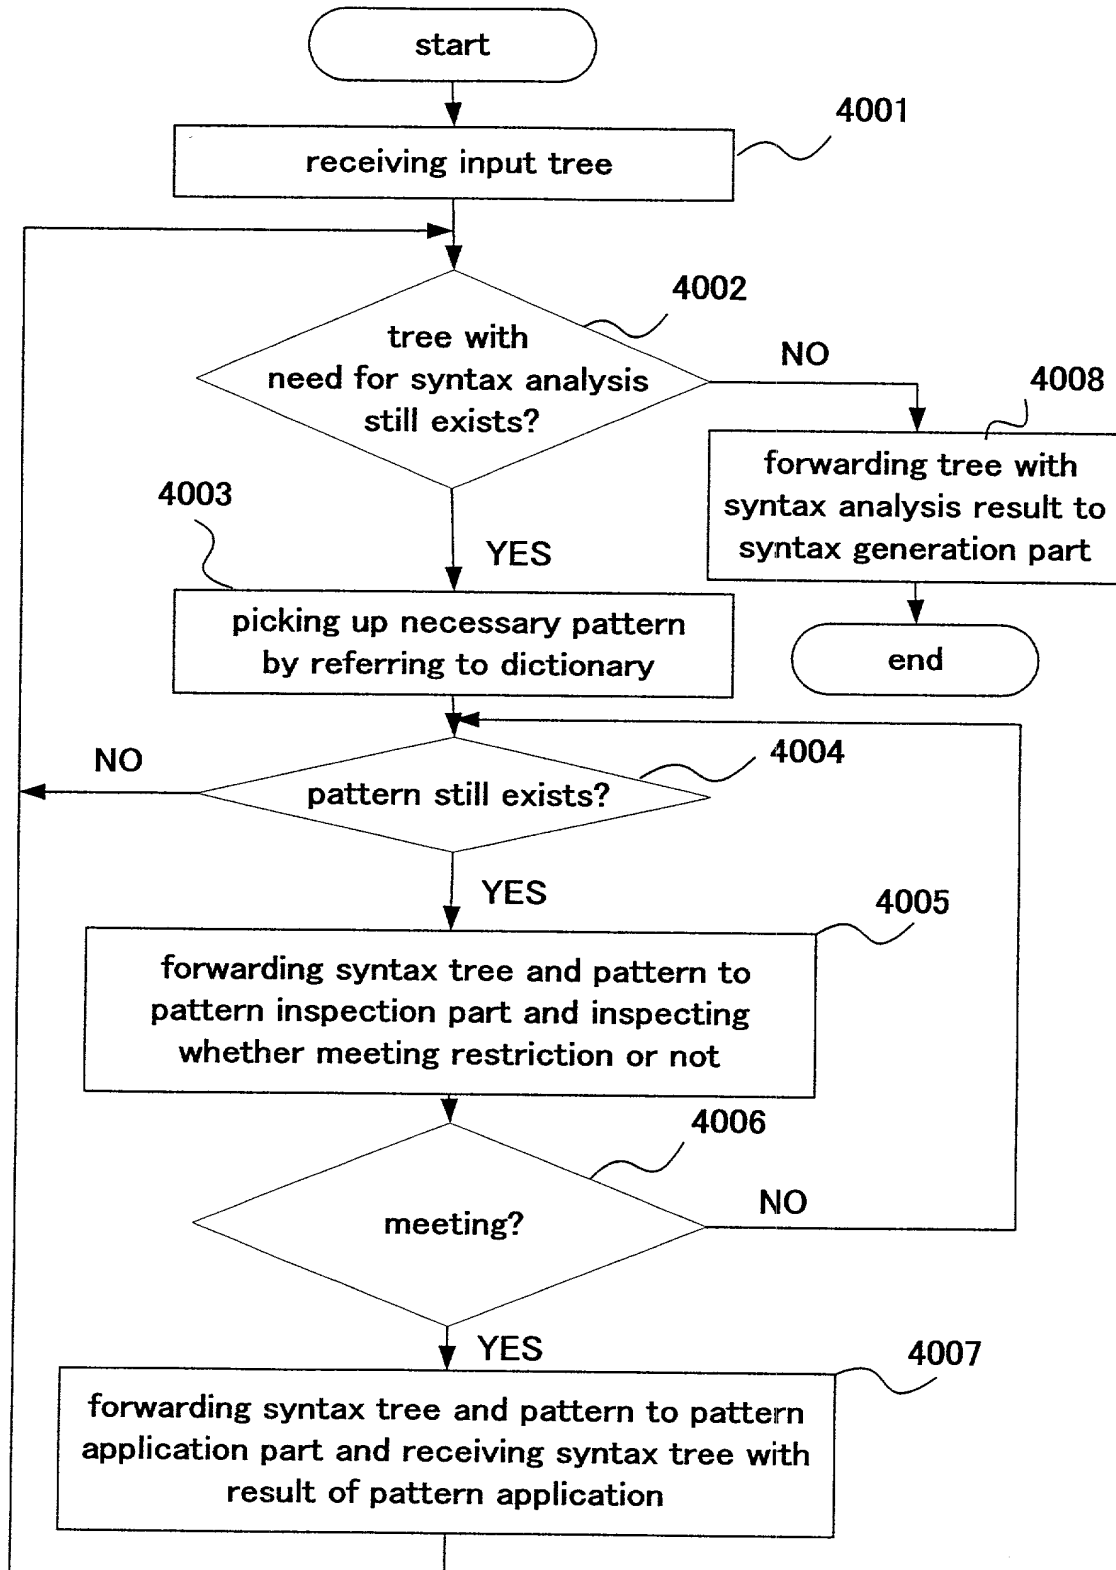 start
4001
receiving input tree
4002
tree with
need for syntax analysis
still exists?
NO
4008
forwarding tree with
syntax analysis result to
syntax generation part
4003
YES
picking up necessary pattern
by referring to dictionary
end
NO
4004
pattern still exists?
YES
4005
forwarding syntax tree and pattern to
pattern inspection part and inspecting
whether meeting restriction or not
4006
meeting?
NO
YES
4007
forwarding syntax tree and pattern to pattern
application part and receiving syntax tree with
result of pattern application